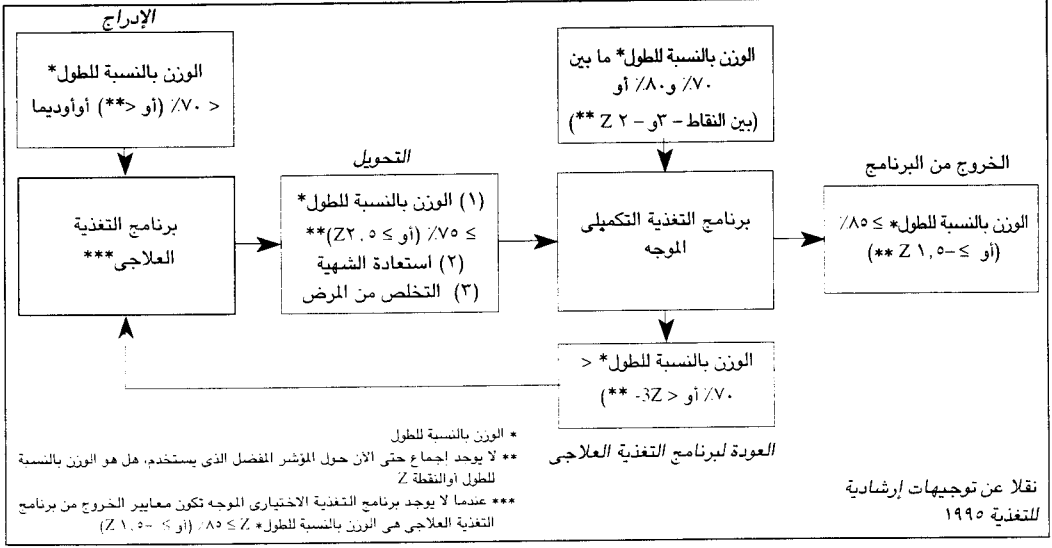 الإدراج
الوزن بالنسبة للطول*
< ٧٠٪ (أو <**) أوأوديما
برنامج التغذية
العلاجى***
التحويل
(١) الوزن بالنسبة للطول*
≥ ٧٥٪ (أو ≥ Z٢,٥)**
(٢) أستعادة الشهية
(٣) التخلص من المرض
الوزن بالنسبة للطول* ما بين
٧٠٪ و٨٠٪ أو
(بين النقاط -٣و - ٢ Z **)
برنامج التغذية التكميلى
الموجه
الخروج من البرنامج
الوزن بالنسبة للطول* ≥ ٨٥٪
(أو ≥ -١,٥ Z **)
الوزن بالنسبة للطول* <
٧٠٪ أو < -3Z **)
العودة لبرنامج التغذية العلاجى
* الوزن بالنسبة للطول
** لا يوجد إجماع حتى الآن حول المؤشر المفضل الذى يستخدم، هل هو الوزن بالنسبة
للطول أوالنقطة Z
*** عندما لا يوجد برنامج التغذية الاختيارى الموجه تكون معايير الخروج من برنامج
التغذية العلاجى هى الوزن بالنسبة للطول* Z ≥ ٨٥٪ (أو ≥ -١,٥ Z)
نقلا عن توجيهات إرشادية
للتغذية ١٩٩٥